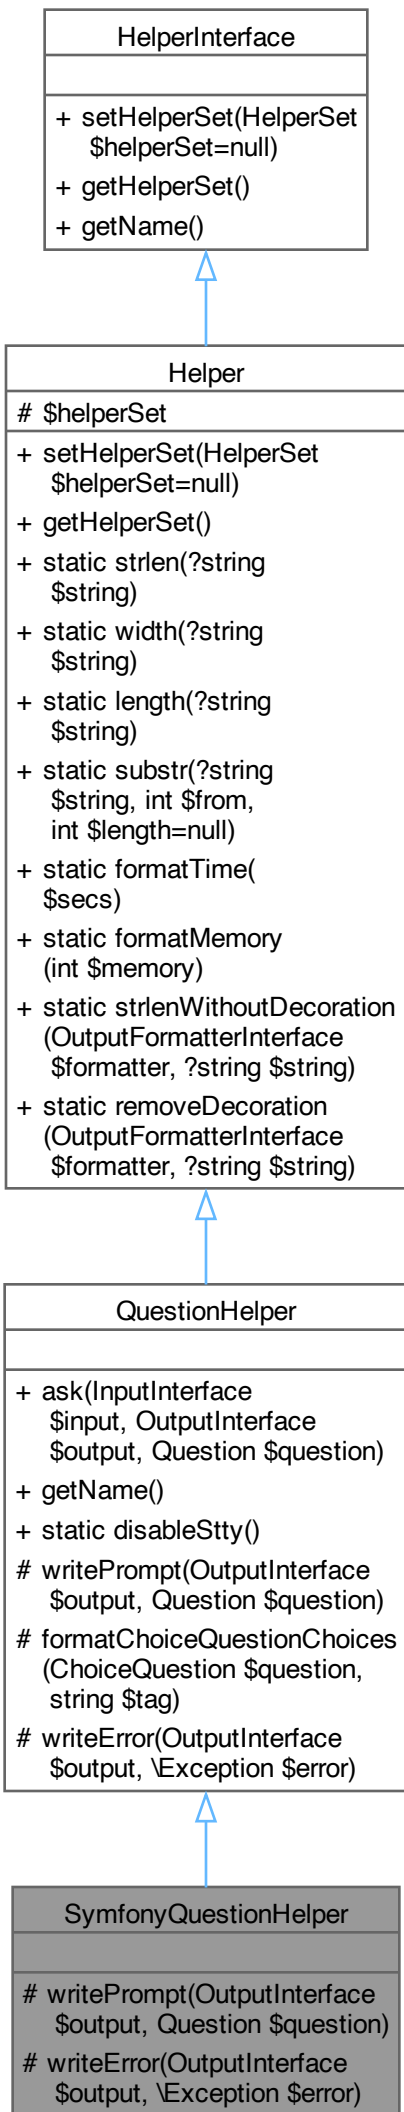 HelperInterface
+ setHelperSet(HelperSet
$helperSet=null)
+ getHelperSet()
+ getName()
Helper
# $helperSet
+ setHelperSet(HelperSet
$helperSet=null)
+ getHelperSet()
+ static strlen(?string
$string)
+ static width(?string
$string)
+ static length(?string
$string)
+ static substr(?string
$string, int $from,
int $length=null)
+ static formatTime(
$secs)
+ static formatMemory
(int $memory)
+ static strlenWithoutDecoration
(OutputFormatterInterface
$formatter, ?string $string)
+ static removeDecoration
(OutputFormatterInterface
$formatter, ?string $string)
QuestionHelper
+ ask(InputInterface
$input, OutputInterface
$output, Question $question)
+ getName()
+ static disableStty()
# writePrompt(OutputInterface
$output, Question $question)
# formatChoiceQuestionChoices
(ChoiceQuestion $question,
string $tag)
# writeError(OutputInterface
$output, \Exception $error)
SymfonyQuestionHelper
# writePrompt(OutputInterface
$output, Question $question)
# writeError(OutputInterface
$output, \Exception $error)